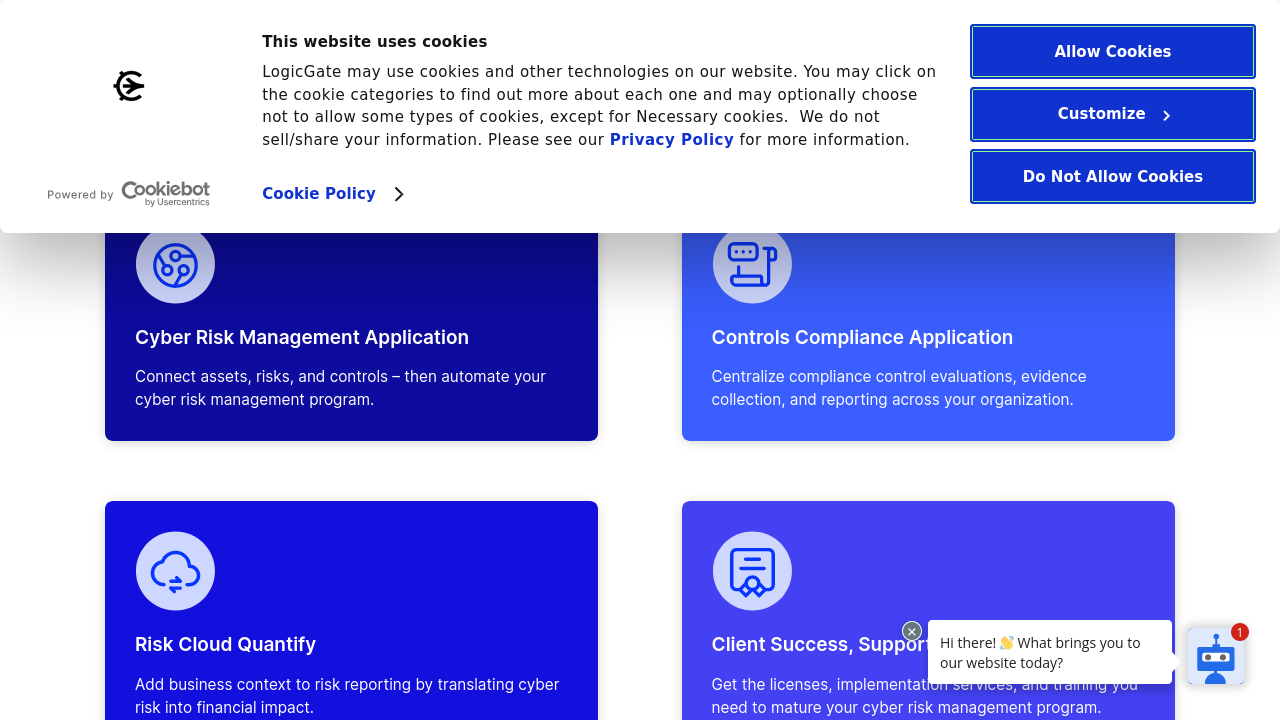 This website uses cookies
LogicGate may use cookies and other technologies on our website. You may click on
the cookie categories to find out more about each one and may optionally choose
not to allow some types of cookies, except for Necessary cookies.  We do not
sell/share your information. Please see our Privacy Policy for more information.
Cookie Policy
Powered by Cookiebot
by Usercentrics
Allow Cookies
Customize
Do Not Allow Cookies
Cyber Risk Management Application
Connect assets, risks, and controls – then automate your
cyber risk management program.
Controls Compliance Application
Centralize compliance control evaluations, evidence
collection, and reporting across your organization.
Risk Cloud Quantify
Add business context to risk reporting by translating cyber
risk into financial impact.
Client Success, Support
Get the licenses, implementation services, and training you
need to mature your cyber risk management program.
Hi there! 👋 What brings you to
our website today?
1